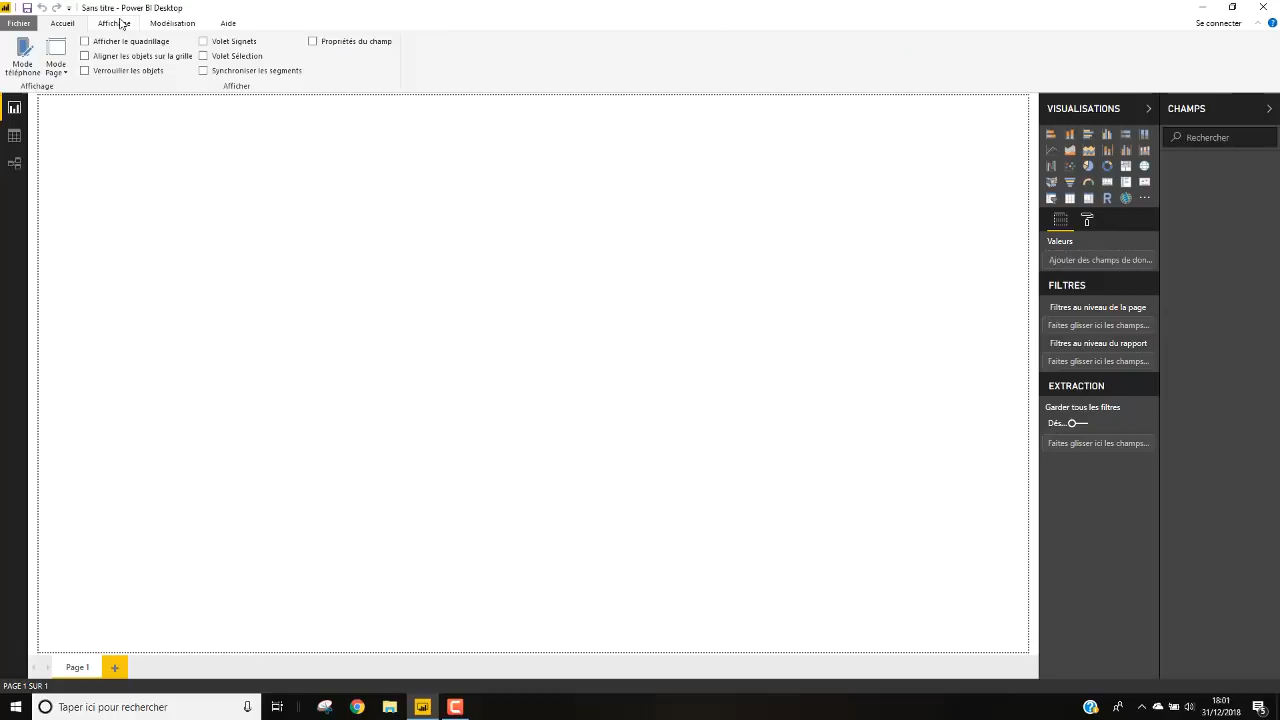 Sans titre - Power BI Desktop
Fichier
Accueil
Affichage
Modélisation
Aide
Se connecter
Mode téléphone
Mode Page
Afficher le quadrillage
Aligner les objets sur la grille
Verrouiller les objets
Volet Signets
Volet Sélection
Synchroniser les segments
Propriétés du champ
Affichage
Afficher
VISUALISATIONS
CHAMPS
Rechercher
R
Valeurs
Ajouter des champs de don...
FILTRES
Filtres au niveau de la page
Faites glisser ici les champs...
Filtres au niveau du rapport
Faites glisser ici les champs...
EXTRACTION
Garder tous les filtres
Dés...
Faites glisser ici les champs...
Page 1
PAGE 1 SUR 1
Taper ici pour rechercher
18:01
31/12/2018